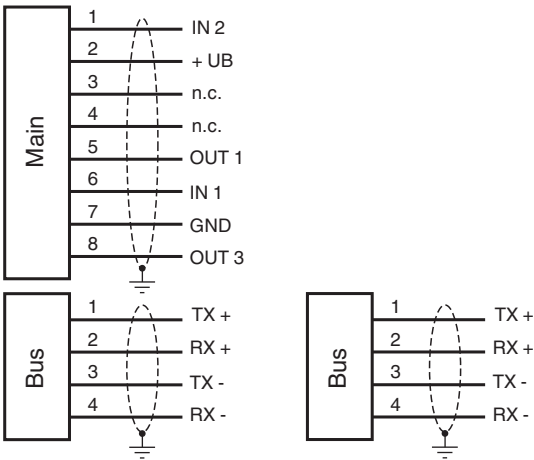 Main
1 IN 2
2 + UB
3 n.c.
4 n.c.
5 OUT 1
6 IN 1
7 GND
8 OUT 3
Bus
1 TX +
2 RX +
3 TX -
4 RX -
Bus
1 TX +
2 RX +
3 TX -
4 RX -